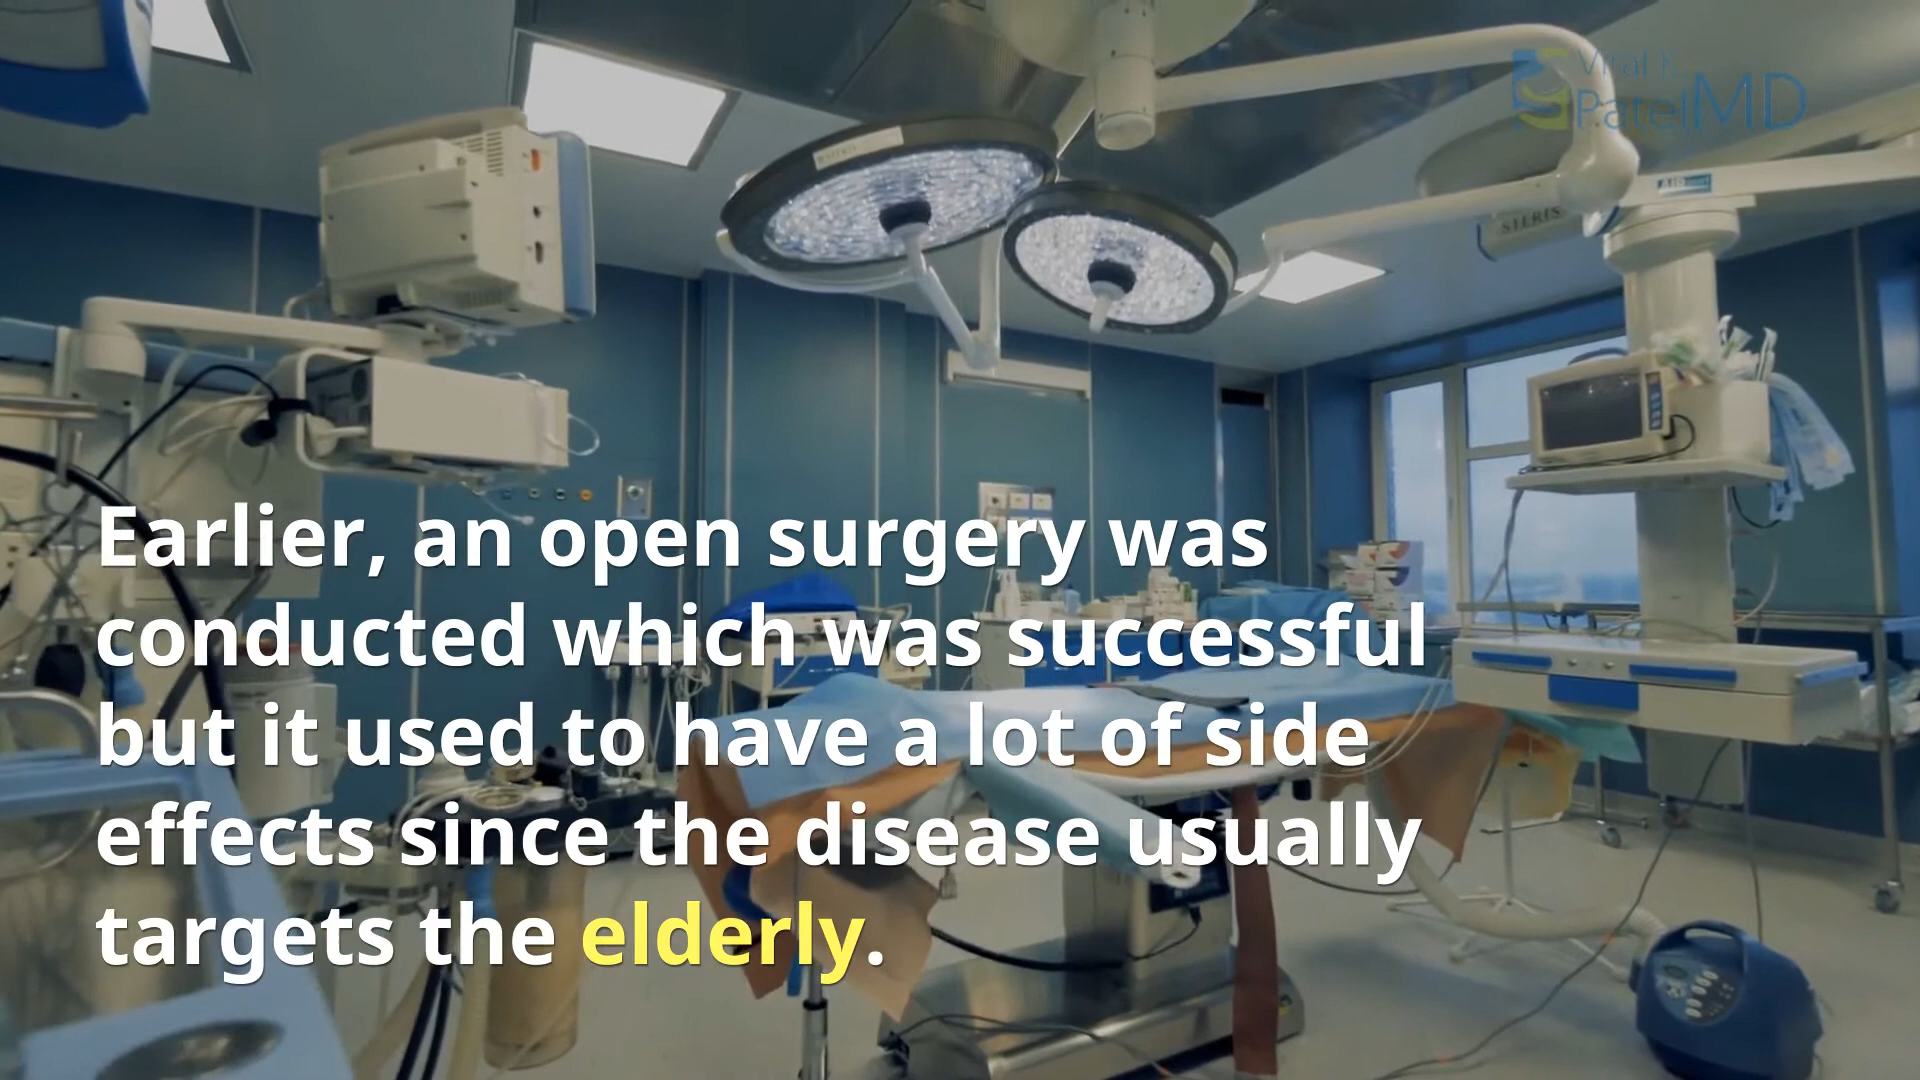 Viral K.
PatelMD
STERIS
Earlier, an open surgery was
conducted which was successful
but it used to have a lot of side
effects since the disease usually
targets the elderly.